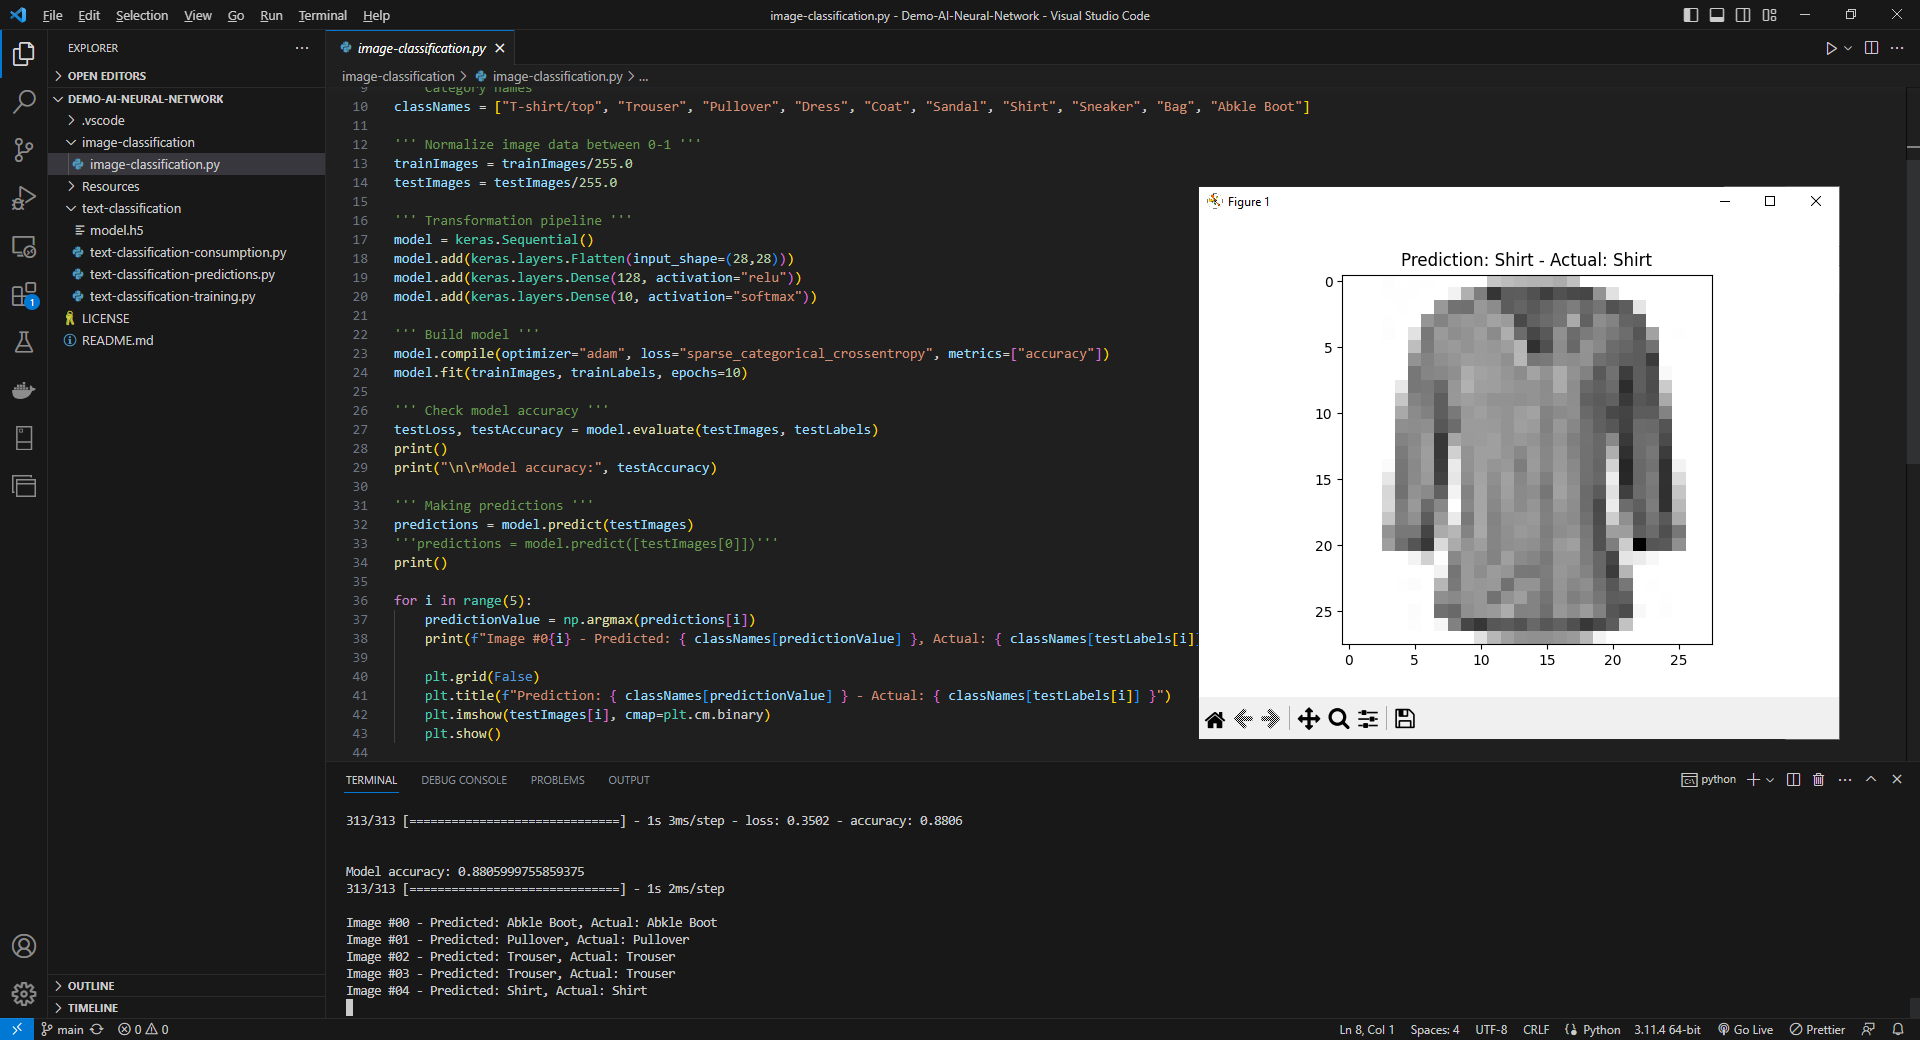 File Edit Selection View Go Run Terminal Help
image-classification.py - Demo-AI-Neural-Network - Visual Studio Code
EXPLORER
OPEN EDITORS
DEMO-AI-NEURAL-NETWORK
.vscode
image-classification
image-classification.py
Resources
text-classification
model.h5
text-classification-consumption.py
text-classification-predictions.py
text-classification-training.py
LICENSE
README.md
OUTLINE
TIMELINE
1
image-classification.py
image-classification > image-classification.py > ...
9 Category names
10 classNames = ["T-shirt/top", "Trouser", "Pullover", "Dress", "Coat", "Sandal", "Shirt", "Sneaker", "Bag", "Abkle Boot"]
11
12 ''' Normalize image data between 0-1 '''
13 trainImages = trainImages/255.0
14 testImages = testImages/255.0
15
16 ''' Transformation pipeline '''
17 model = keras.Sequential()
18 model.add(keras.layers.Flatten(input_shape=(28,28)))
19 model.add(keras.layers.Dense(128, activation="relu"))
20 model.add(keras.layers.Dense(10, activation="softmax"))
21
22 ''' Build model '''
23 model.compile(optimizer="adam", loss="sparse_categorical_crossentropy", metrics=["accuracy"])
24 model.fit(trainImages, trainLabels, epochs=10)
25
26 ''' Check model accuracy '''
27 testLoss, testAccuracy = model.evaluate(testImages, testLabels)
28 print()
29 print("\n\rModel accuracy:", testAccuracy)
30
31 ''' Making predictions '''
32 predictions = model.predict(testImages)
33 '''predictions = model.predict([testImages[0]])'''
34 print()
35
36 for i in range(5):
37 predictionValue = np.argmax(predictions[i])
38 print(f"Image #0{i} - Predicted: { classNames[predictionValue] }, Actual: { classNames[testLabels[i]
39
40 plt.grid(False)
41 plt.title(f"Prediction: { classNames[predictionValue] } - Actual: { classNames[testLabels[i]] }")
42 plt.imshow(testImages[i], cmap=plt.cm.binary)
43 plt.show()
44
Figure 1
Prediction: Shirt - Actual: Shirt
0
5
10
15
20
25
0 5 10 15 20 25
TERMINAL DEBUG CONSOLE PROBLEMS OUTPUT
python
313/313 [==============================] - 1s 3ms/step - loss: 0.3502 - accuracy: 0.8806
Model accuracy: 0.8805999755859375
313/313 [==============================] - 1s 2ms/step
Image #00 - Predicted: Abkle Boot, Actual: Abkle Boot
Image #01 - Predicted: Pullover, Actual: Pullover
Image #02 - Predicted: Trouser, Actual: Trouser
Image #03 - Predicted: Trouser, Actual: Trouser
Image #04 - Predicted: Shirt, Actual: Shirt
main 0 0
Ln 8, Col 1 Spaces: 4 UTF-8 CRLF Python 3.11.4 64-bit Go Live Prettier